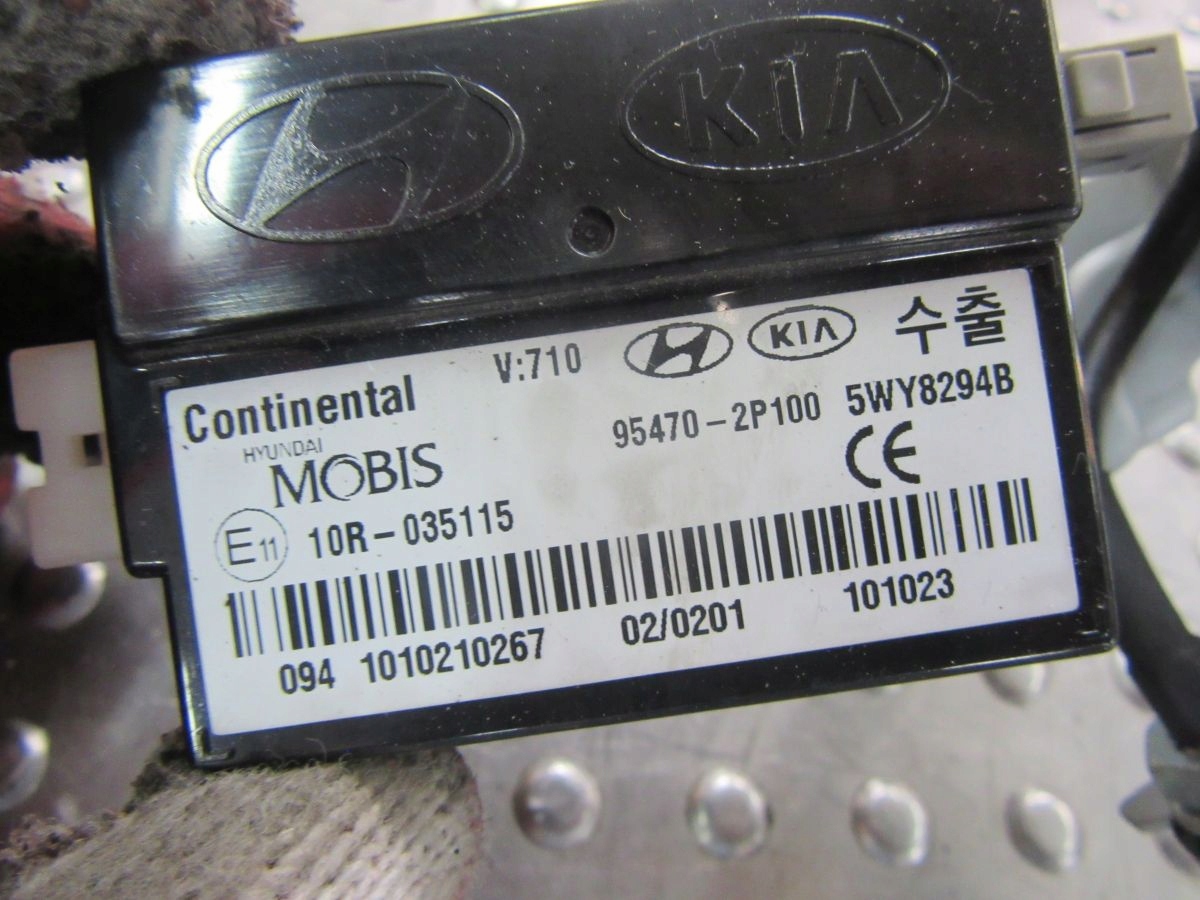 KIA
Continental V:710 KIA 수출
HYUNDAI 95470-2P100 5WY8294B
MOBIS CE
E11 10R-035115
094 1010210267 02/0201 101023